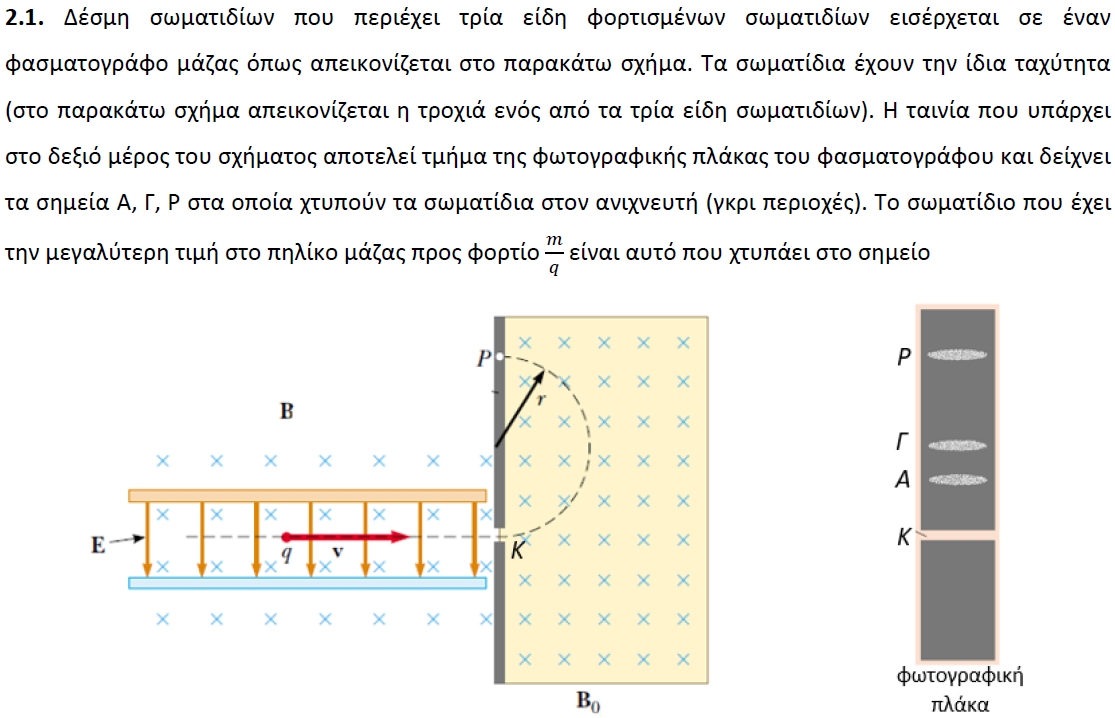 2.1. Δέσμη σωματιδίων που περιέχει τρία είδη φορτισμένων σωματιδίων εισέρχεται σε έναν
φασματογράφο μάζας όπως απεικονίζεται στο παρακάτω σχήμα. Τα σωματίδια έχουν την ίδια ταχύτητα
(στο παρακάτω σχήμα απεικονίζεται η τροχιά ενός από τα τρία είδη σωματιδίων). Η ταινία που υπάρχει
στο δεξιό μέρος του σχήματος αποτελεί τμήμα της φωτογραφικής πλάκας του φασματογράφου και δείχνει
τα σημεία Α, Γ, Ρ στα οποία χτυπούν τα σωματίδια στον ανιχνευτή (γκρι περιοχές). Το σωματίδιο που έχει
την μεγαλύτερη τιμή στο πηλίκο μάζας προς φορτίο m/q είναι αυτό που χτυπάει στο σημείο
P
r
B
E
q
v
K
B₀
Ρ
Γ
Α
Κ
φωτογραφική
πλάκα